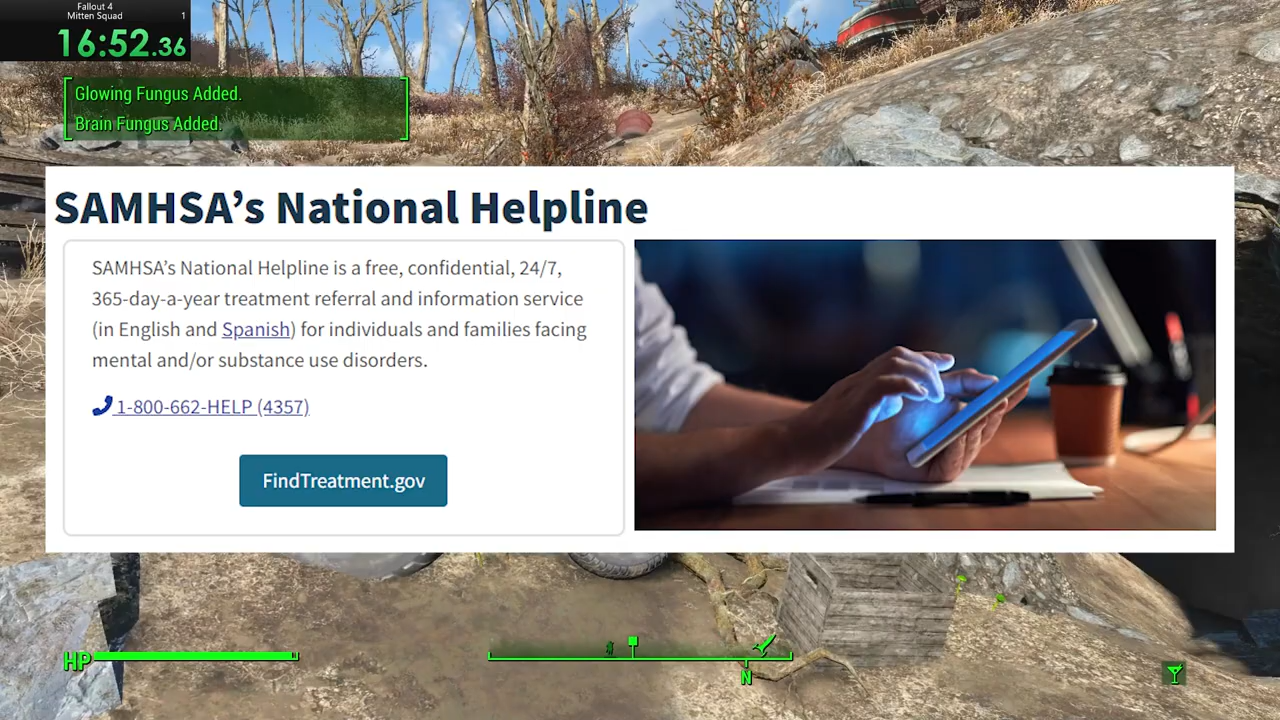 Fallout 4
Mitten Squad
1
16:52.36
Glowing Fungus Added.
Brain Fungus Added.
SAMHSA’s National Helpline
SAMHSA’s National Helpline is a free, confidential, 24/7,
365-day-a-year treatment referral and information service
(in English and Spanish) for individuals and families facing
mental and/or substance use disorders.
1-800-662-HELP (4357)
FindTreatment.gov
HP
N